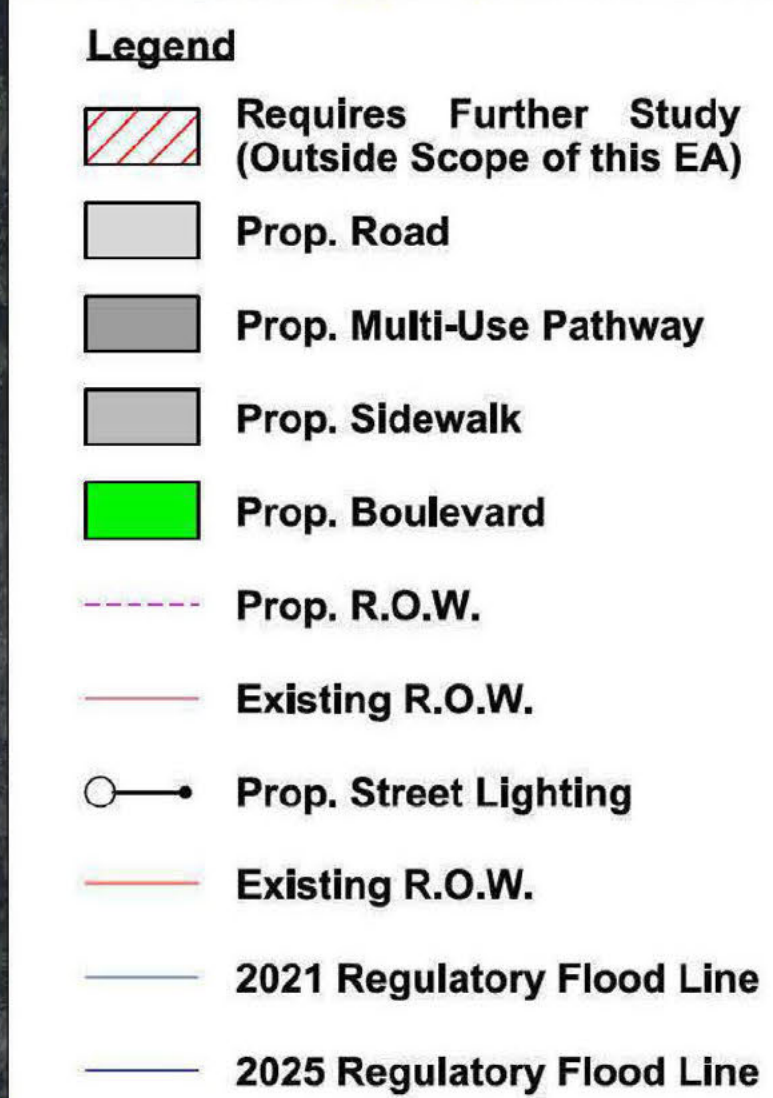 Legend
Requires Further Study
(Outside Scope of this EA)
Prop. Road
Prop. Multi-Use Pathway
Prop. Sidewalk
Prop. Boulevard
Prop. R.O.W.
Existing R.O.W.
Prop. Street Lighting
Existing R.O.W.
2021 Regulatory Flood Line
2025 Regulatory Flood Line